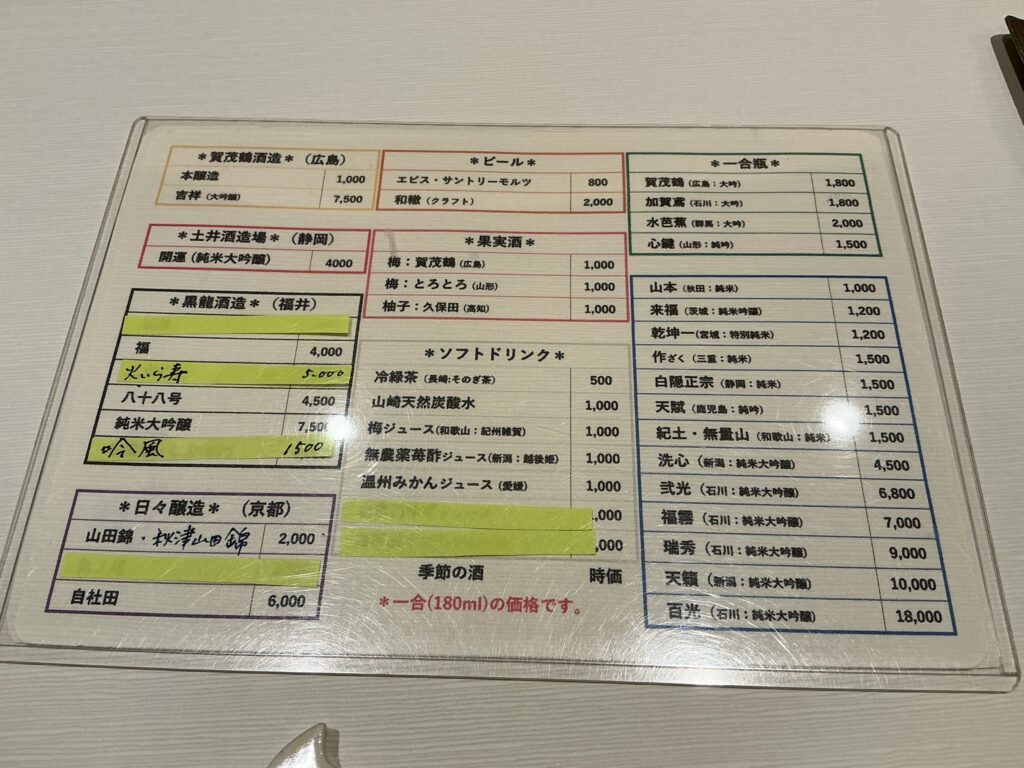 ＊賀茂鶴酒造＊（広島）
本醸造 1,000
吉祥（大吟醸） 7,500
＊土井酒造場＊（静岡）
開運（純米大吟醸） 4000
＊黒龍酒造＊（福井）
福 4,000
火いら寿 5.000
八十八号 4,500
純米大吟醸 7,500
吟風 1500
＊日々醸造＊（京都）
山田錦・秋津山田錦 2,000
自社田 6,000
＊ビール＊
エビス・サントリーモルツ 800
和轍（クラフト） 2,000
＊果実酒＊
梅：賀茂鶴（広島） 1,000
梅：とろとろ（山形） 1,000
柚子：久保田（高知） 1,000
＊ソフトドリンク＊
冷緑茶（長崎:そのぎ茶） 500
山崎天然炭酸水 1,000
梅ジュース（和歌山：紀州雑賀） 1,000
無農薬苺酢ジュース（新潟：越後姫） 1,000
温州みかんジュース（愛媛） 1,000
,000
,000
季節の酒 時価
＊一合(180ml)の価格です。
＊一合瓶＊
賀茂鶴（広島：大吟） 1,800
加賀鳶（石川：大吟） 1,800
水芭蕉（群馬：大吟） 2,000
心鍵（山形：純吟） 1,500
山本（秋田：純米） 1,000
来福（茨城：純米吟醸） 1,200
乾坤一（宮城：特別純米） 1,200
作ざく（三重：純米） 1,500
白隠正宗（静岡：純米） 1,500
天賦（鹿児島：純吟） 1,500
紀土・無量山（和歌山：純米） 1,500
洗心（新潟：純米大吟醸） 4,500
弐光（石川：純米大吟醸） 6,800
福霧（石川：純米大吟醸） 7,000
瑞秀（石川：純米大吟醸） 9,000
天籟（新潟：純米大吟醸） 10,000
百光（石川：純米大吟醸） 18,000